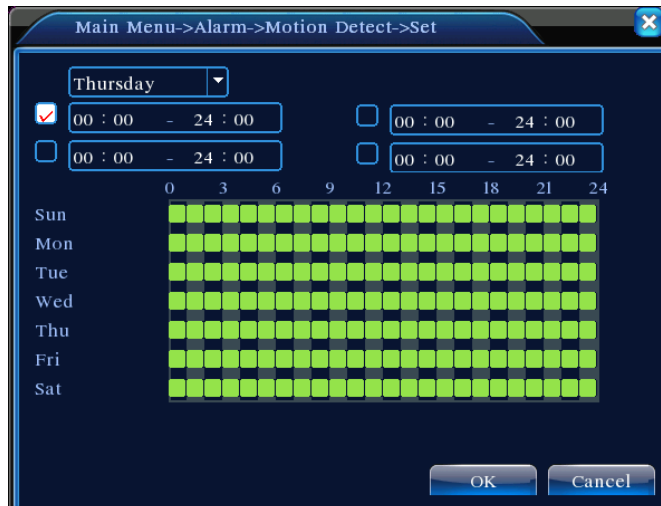 Main Menu->Alarm->Motion Detect->Set
Thursday
00 : 00 - 24 : 00
00 : 00 - 24 : 00
00 : 00 - 24 : 00
00 : 00 - 24 : 00
0 3 6 9 12 15 18 21 24
Sun
Mon
Tue
Wed
Thu
Fri
Sat
OK Cancel